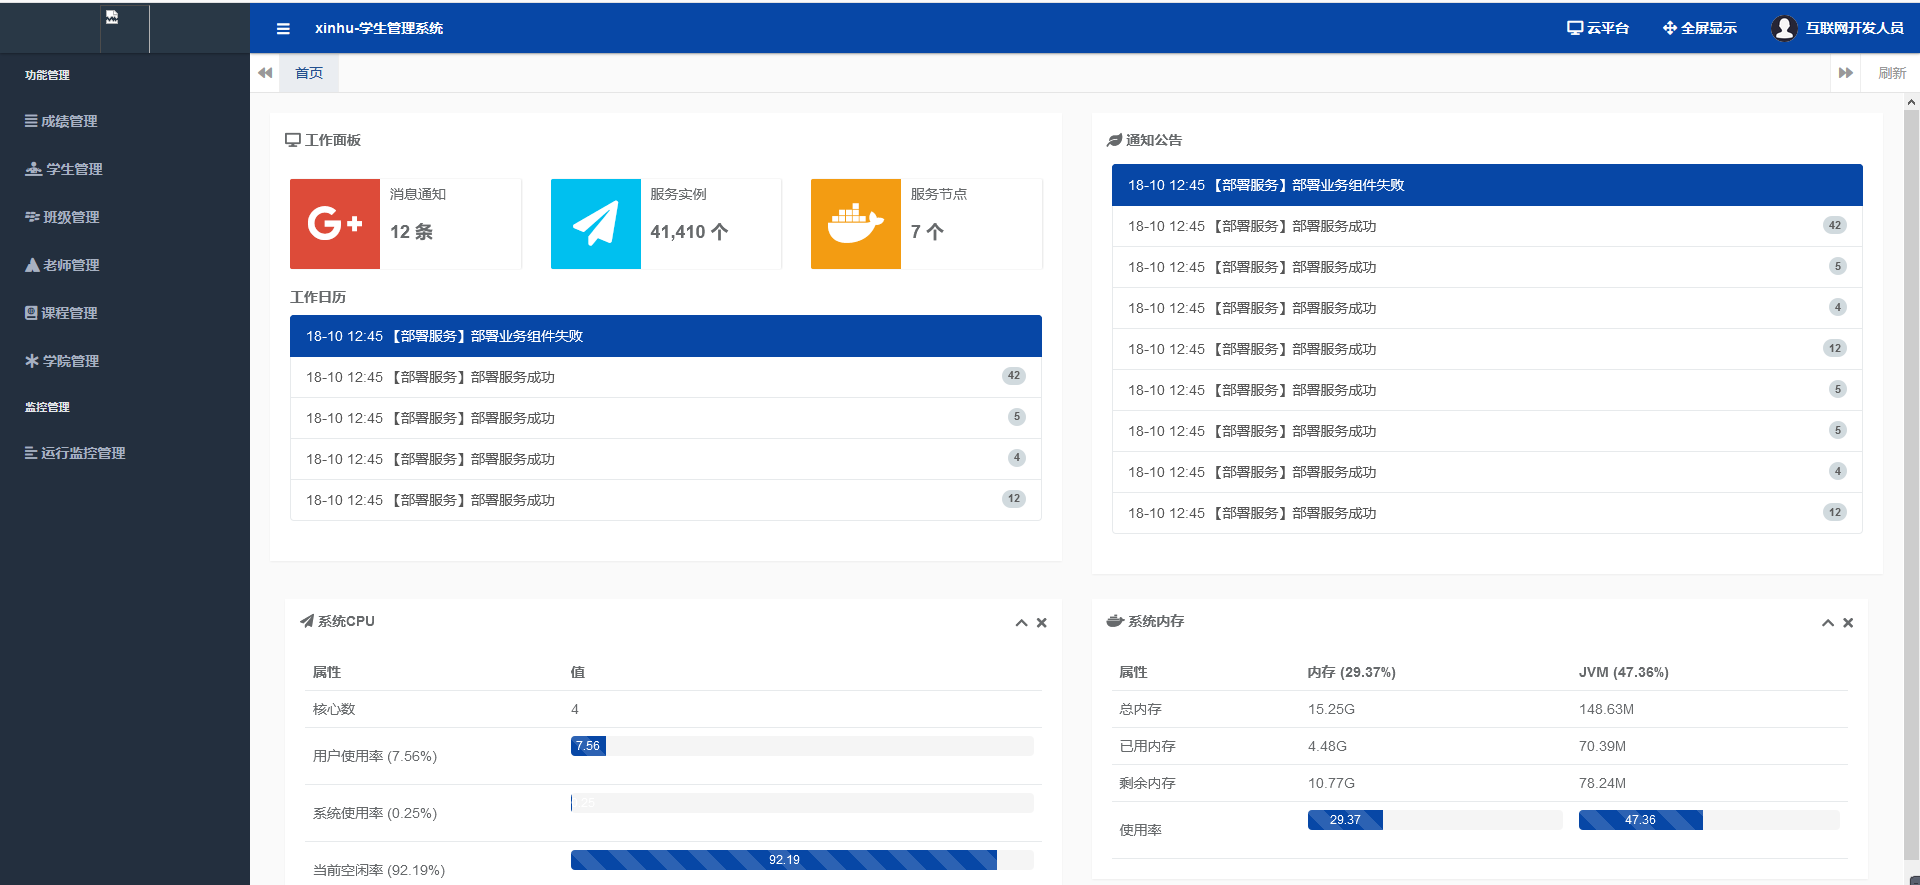 xinhu-学生管理系统
云平台
全屏显示
互联网开发人员
功能管理
成绩管理
学生管理
班级管理
老师管理
课程管理
学院管理
监控管理
运行监控管理
首页
刷新
工作面板
消息通知
12 条
服务实例
41,410 个
服务节点
7 个
工作日历
18-10 12:45 【部署服务】部署业务组件失败
18-10 12:45 【部署服务】部署服务成功 42
18-10 12:45 【部署服务】部署服务成功 5
18-10 12:45 【部署服务】部署服务成功 4
18-10 12:45 【部署服务】部署服务成功 12
通知公告
18-10 12:45 【部署服务】部署业务组件失败
18-10 12:45 【部署服务】部署服务成功 42
18-10 12:45 【部署服务】部署服务成功 5
18-10 12:45 【部署服务】部署服务成功 4
18-10 12:45 【部署服务】部署服务成功 12
18-10 12:45 【部署服务】部署服务成功 5
18-10 12:45 【部署服务】部署服务成功 5
18-10 12:45 【部署服务】部署服务成功 4
18-10 12:45 【部署服务】部署服务成功 12
系统CPU
属性 值
核心数 4
用户使用率 (7.56%) 7.56
系统使用率 (0.25%) 0.25
当前空闲率 (92.19%) 92.19
系统内存
属性 内存 (29.37%) JVM (47.36%)
总内存 15.25G 148.63M
已用内存 4.48G 70.39M
剩余内存 10.77G 78.24M
使用率 29.37 47.36